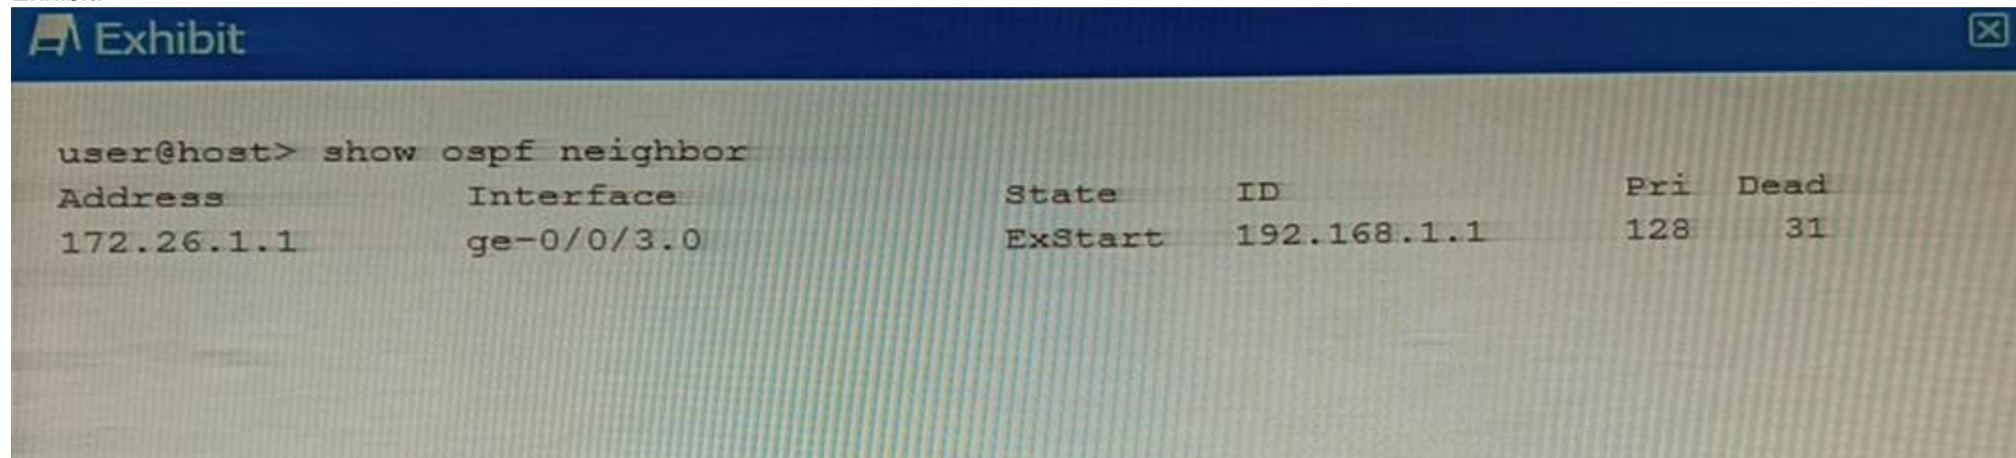 Exhibit
user@host> show ospf neighbor
Address Interface State ID Pri Dead
172.26.1.1 ge-0/0/3.0 ExStart 192.168.1.1 128 31